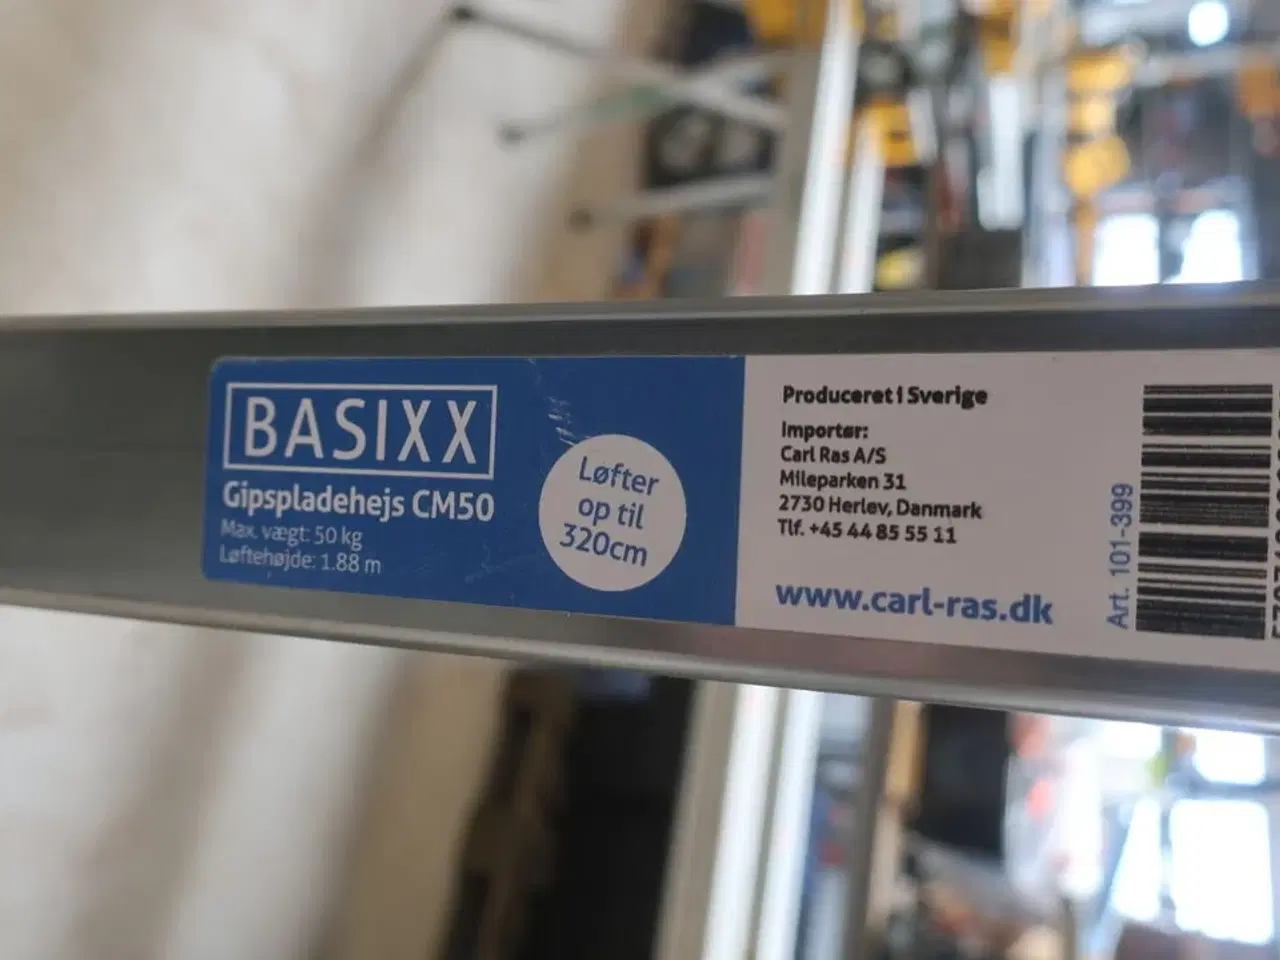 BASIXX
Gipspladehejs CM50
Max. vægt: 50 kg
Løftehøjde: 1.88 m
Løfter
op til
320cm
Produceret i Sverige
Importør:
Carl Ras A/S
Mileparken 31
2730 Herlev, Danmark
Tlf. +45 44 85 55 11
www.carl-ras.dk
Art. 101-399